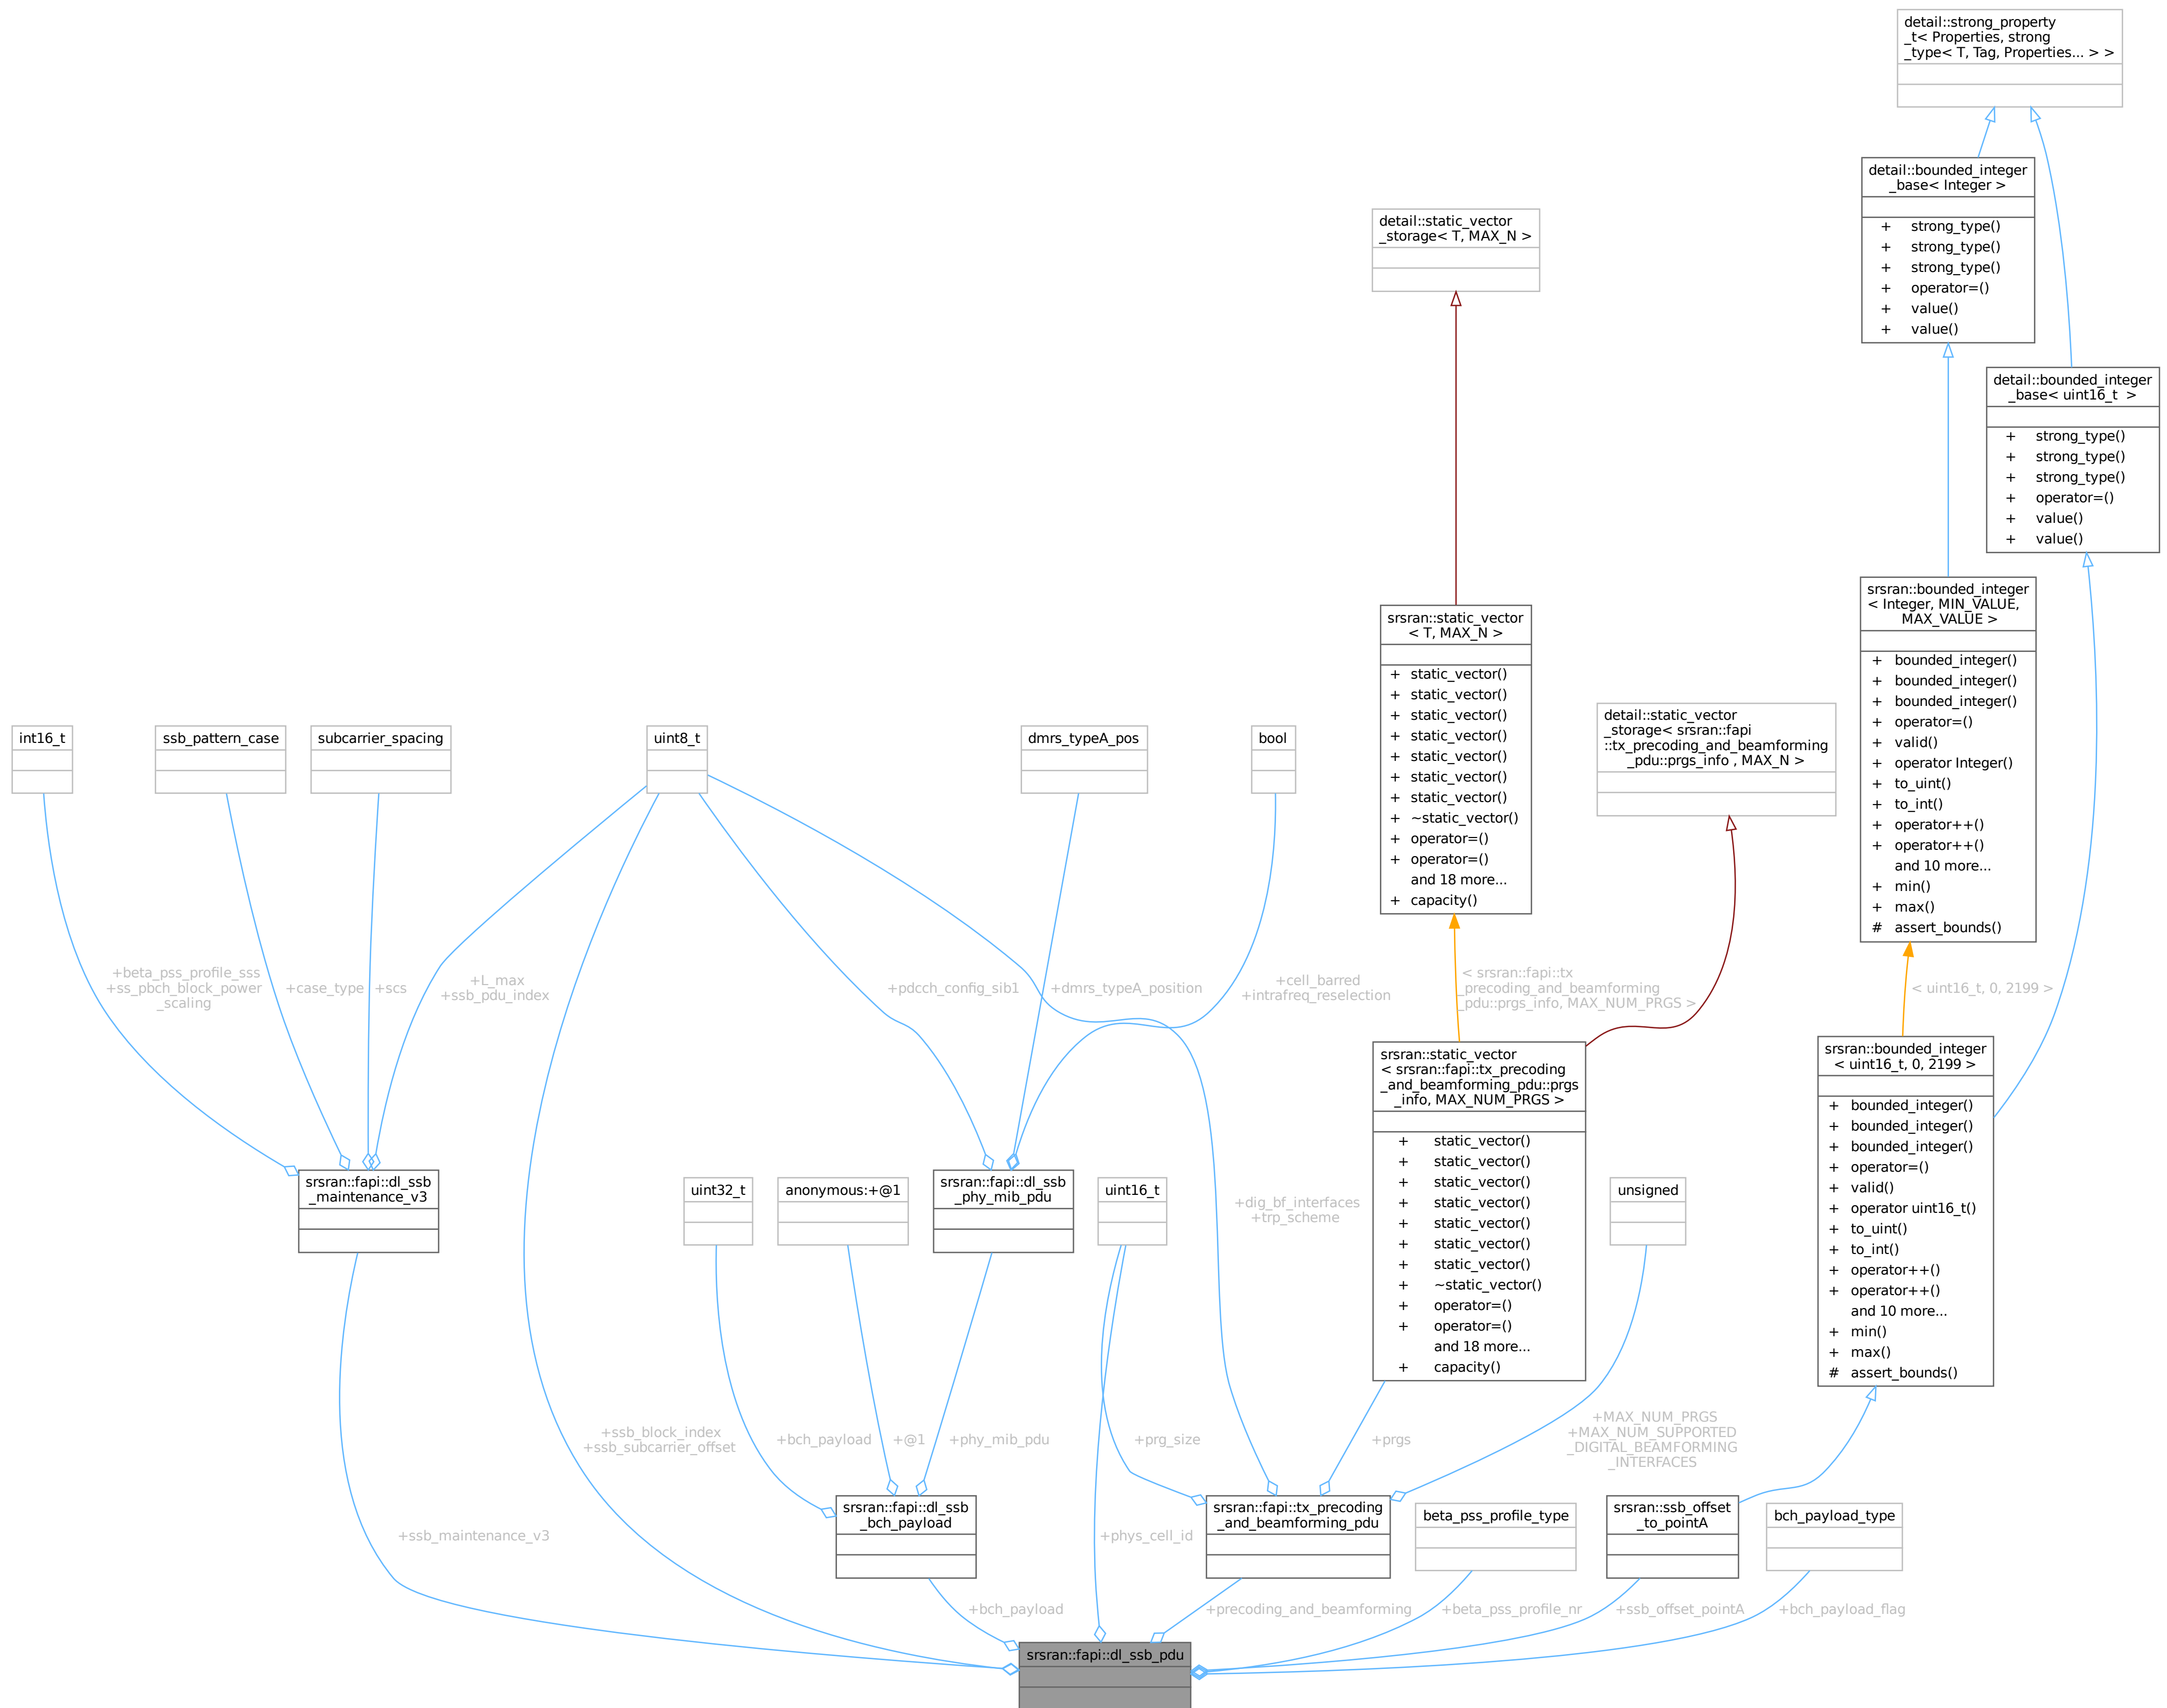 detail::strong_property
_t< Properties, strong
_type< T, Tag, Properties... > >
detail::bounded_integer
_base< Integer >
+ strong_type()
+ strong_type()
+ strong_type()
+ operator=()
+ value()
+ value()
detail::static_vector
_storage< T, MAX_N >
detail::bounded_integer
_base< uint16_t >
+ strong_type()
+ strong_type()
+ strong_type()
+ operator=()
+ value()
+ value()
srsran::static_vector
< T, MAX_N >
+ static_vector()
+ static_vector()
+ static_vector()
+ static_vector()
+ static_vector()
+ static_vector()
+ static_vector()
+ ~static_vector()
+ operator=()
+ operator=()
and 18 more...
+ capacity()
srsran::bounded_integer
< Integer, MIN_VALUE,
MAX_VALUE >
+ bounded_integer()
+ bounded_integer()
+ bounded_integer()
+ operator=()
+ valid()
+ operator Integer()
+ to_uint()
+ to_int()
+ operator++()
+ operator++()
and 10 more...
+ min()
+ max()
# assert_bounds()
detail::static_vector
_storage< srsran::fapi
::tx_precoding_and_beamforming
_pdu::prgs_info , MAX_N >
int16_t
ssb_pattern_case
subcarrier_spacing
uint8_t
dmrs_typeA_pos
bool
+beta_pss_profile_sss
+ss_pbch_block_power
_scaling
+case_type
+scs
+L_max
+ssb_pdu_index
+pdcch_config_sib1
+dmrs_typeA_position
+cell_barred
+intrafreq_reselection
< srsran::fapi::tx
_precoding_and_beamforming
_pdu::prgs_info, MAX_NUM_PRGS >
< uint16_t, 0, 2199 >
srsran::static_vector
< srsran::fapi::tx_precoding
_and_beamforming_pdu::prgs
_info, MAX_NUM_PRGS >
+ static_vector()
+ static_vector()
+ static_vector()
+ static_vector()
+ static_vector()
+ static_vector()
+ static_vector()
+ ~static_vector()
+ operator=()
+ operator=()
and 18 more...
+ capacity()
srsran::bounded_integer
< uint16_t, 0, 2199 >
+ bounded_integer()
+ bounded_integer()
+ bounded_integer()
+ operator=()
+ valid()
+ operator uint16_t()
+ to_uint()
+ to_int()
+ operator++()
+ operator++()
and 10 more...
+ min()
+ max()
# assert_bounds()
srsran::fapi::dl_ssb
_maintenance_v3
uint32_t
anonymous:+@1
srsran::fapi::dl_ssb
_phy_mib_pdu
uint16_t
+dig_bf_interfaces
+trp_scheme
unsigned
+ssb_block_index
+ssb_subcarrier_offset
+bch_payload
+@1
+phy_mib_pdu
+prg_size
+prgs
+MAX_NUM_PRGS
+MAX_NUM_SUPPORTED
_DIGITAL_BEAMFORMING
_INTERFACES
+ssb_maintenance_v3
srsran::fapi::dl_ssb
_bch_payload
+phys_cell_id
srsran::fapi::tx_precoding
_and_beamforming_pdu
beta_pss_profile_type
srsran::ssb_offset
_to_pointA
bch_payload_type
+bch_payload
+precoding_and_beamforming
+beta_pss_profile_nr
+ssb_offset_pointA
+bch_payload_flag
srsran::fapi::dl_ssb_pdu